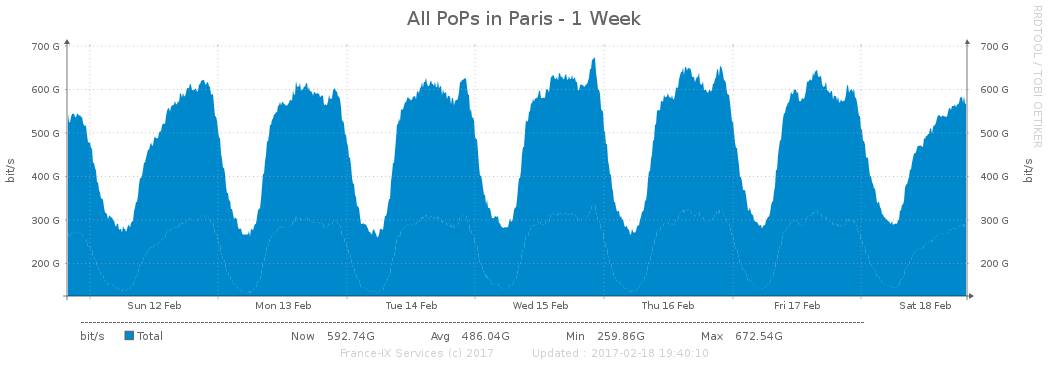 All PoPs in Paris - 1 Week
RRDTOOL / TOBI OETIKER
700 G 700 G
600 G 600 G
500 G 500 G
400 G 400 G
300 G 300 G
200 G 200 G
bit/s
bit/s
Sun 12 Feb Mon 13 Feb Tue 14 Feb Wed 15 Feb Thu 16 Feb Fri 17 Feb Sat 18 Feb
bit/s Total Now 592.74G Avg 486.04G Min 259.86G Max 672.54G
France-IX Services (c) 2017 Updated : 2017-02-18 19:40:10